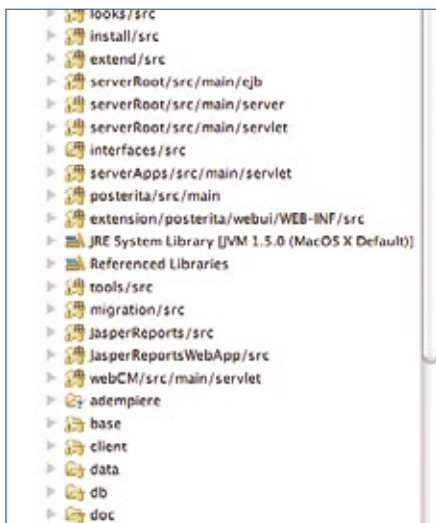 looks/src
install/src
extend/src
serverRoot/src/main/ejb
serverRoot/src/main/server
serverRoot/src/main/servlet
interfaces/src
serverApps/src/main/servlet
posterita/src/main
extension/posterita/webui/WEB-INF/src
JRE System Library [JVM 1.5.0 (MacOS X Default)]
Referenced Libraries
tools/src
migration/src
JasperReports/src
JasperReportsWebApp/src
webCM/src/main/servlet
adempiere
base
client
data
db
doc